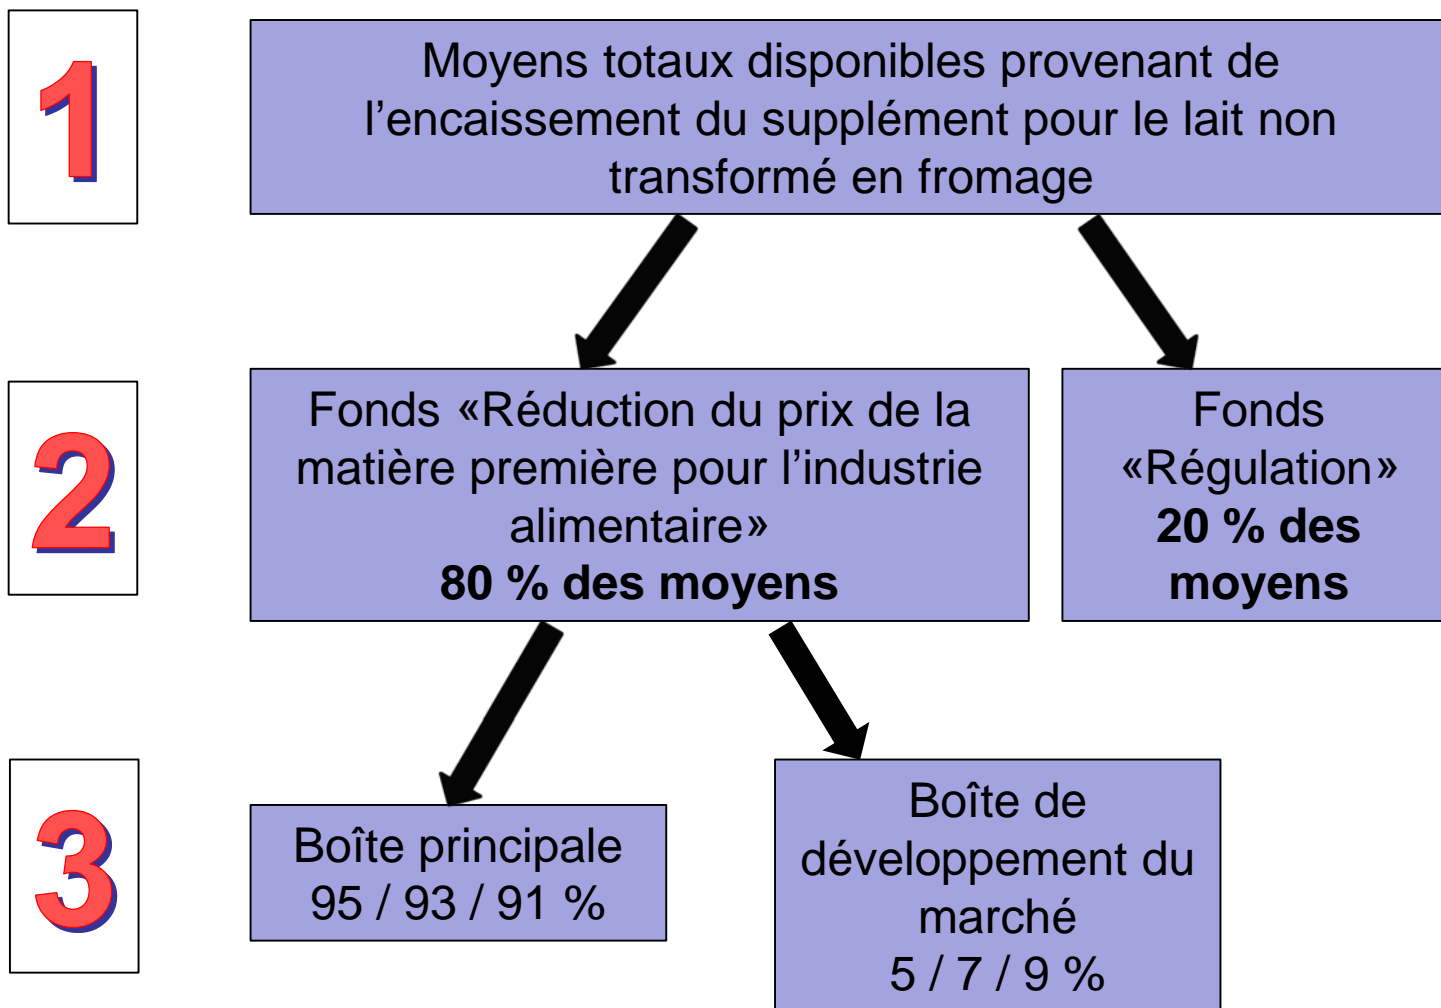 1
Moyens totaux disponibles provenant de
l’encaissement du supplément pour le lait non
transformé en fromage
2
Fonds «Réduction du prix de la
matière première pour l’industrie
alimentaire»
80 % des moyens
Fonds
«Régulation»
20 % des
moyens
3
Boîte principale
95 / 93 / 91 %
Boîte de
développement du
marché
5 / 7 / 9 %